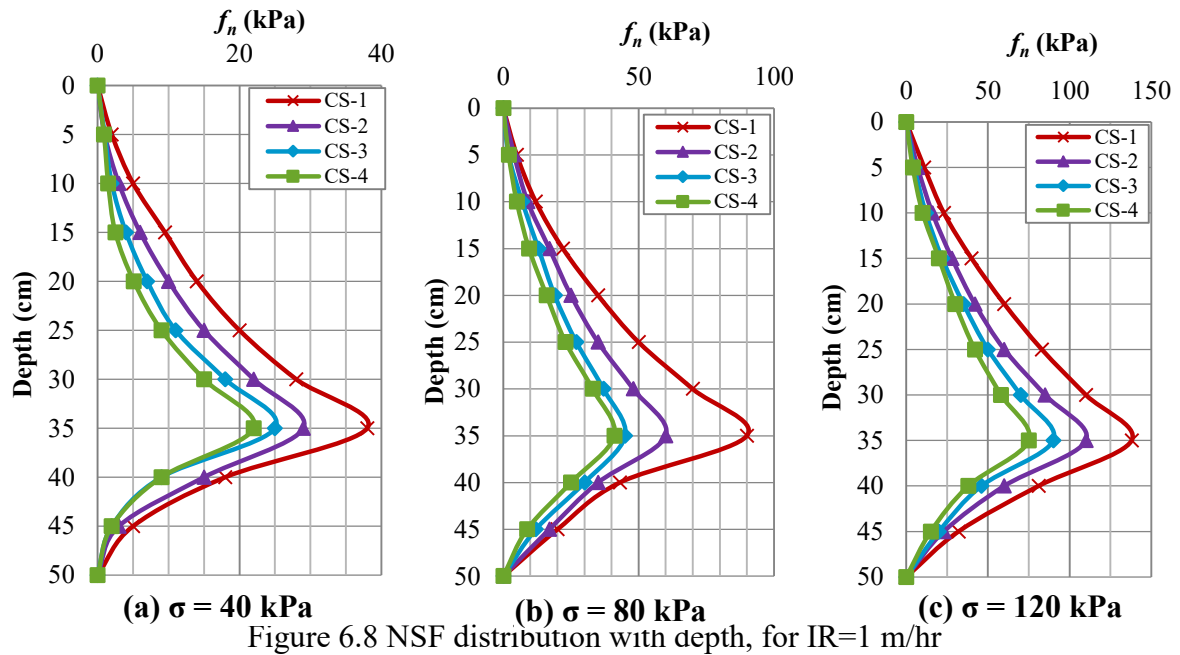 fn (kPa)
0 20 40
0
5
10
15
20
25
30
35
40
45
50
Depth (cm)
CS-1
CS-2
CS-3
CS-4
(a) σ = 40 kPa
fn (kPa)
0 50 100
0
5
10
15
20
25
30
35
40
45
50
Depth (cm)
CS-1
CS-2
CS-3
CS-4
(b) σ = 80 kPa
fn (kPa)
0 50 100 150
0
5
10
15
20
25
30
35
40
45
50
Depth (cm)
CS-1
CS-2
CS-3
CS-4
(c) σ = 120 kPa
Figure 6.8 NSF distribution with depth, for IR=1 m/hr